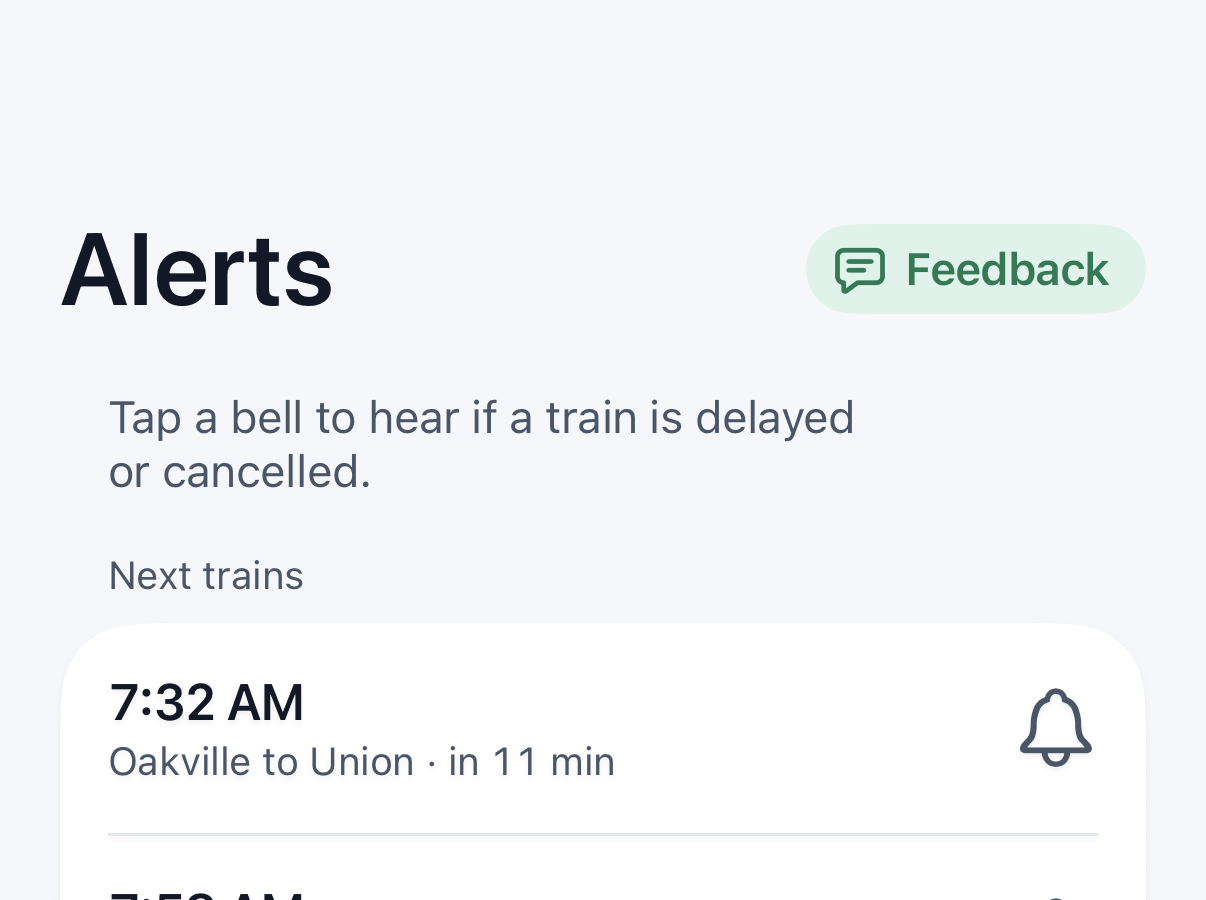 Alerts
Feedback
Tap a bell to hear if a train is delayed
or cancelled.
Next trains
7:32 AM
Oakville to Union · in 11 min